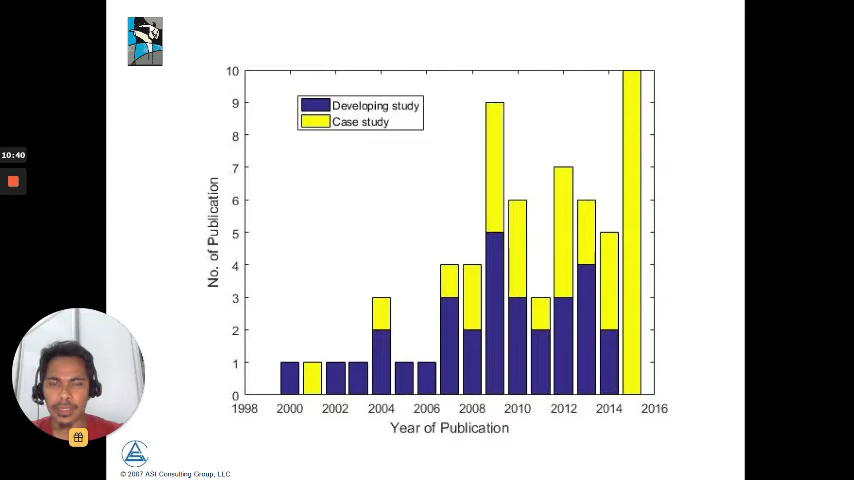 10:40
Developing study
Case study
No. of Publication
10
9
8
7
6
5
4
3
2
1
0
1998 2000 2002 2004 2006 2008 2010 2012 2014 2016
Year of Publication
© 2007 ASI Consulting Group, LLC